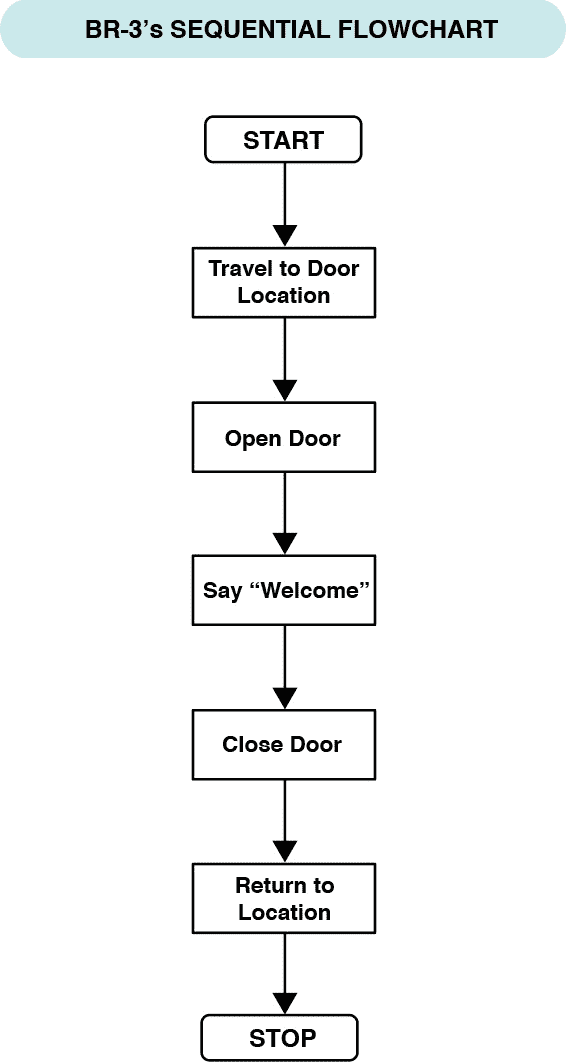 BR-3’s SEQUENTIAL FLOWCHART
START
Travel to Door
Location
Open Door
Say “Welcome”
Close Door
Return to
Location
STOP